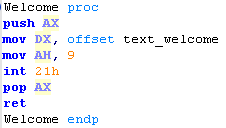 Welcome proc
push AX
mov DX, offset text_welcome
mov AH, 9
int 21h
pop AX
ret
Welcome endp